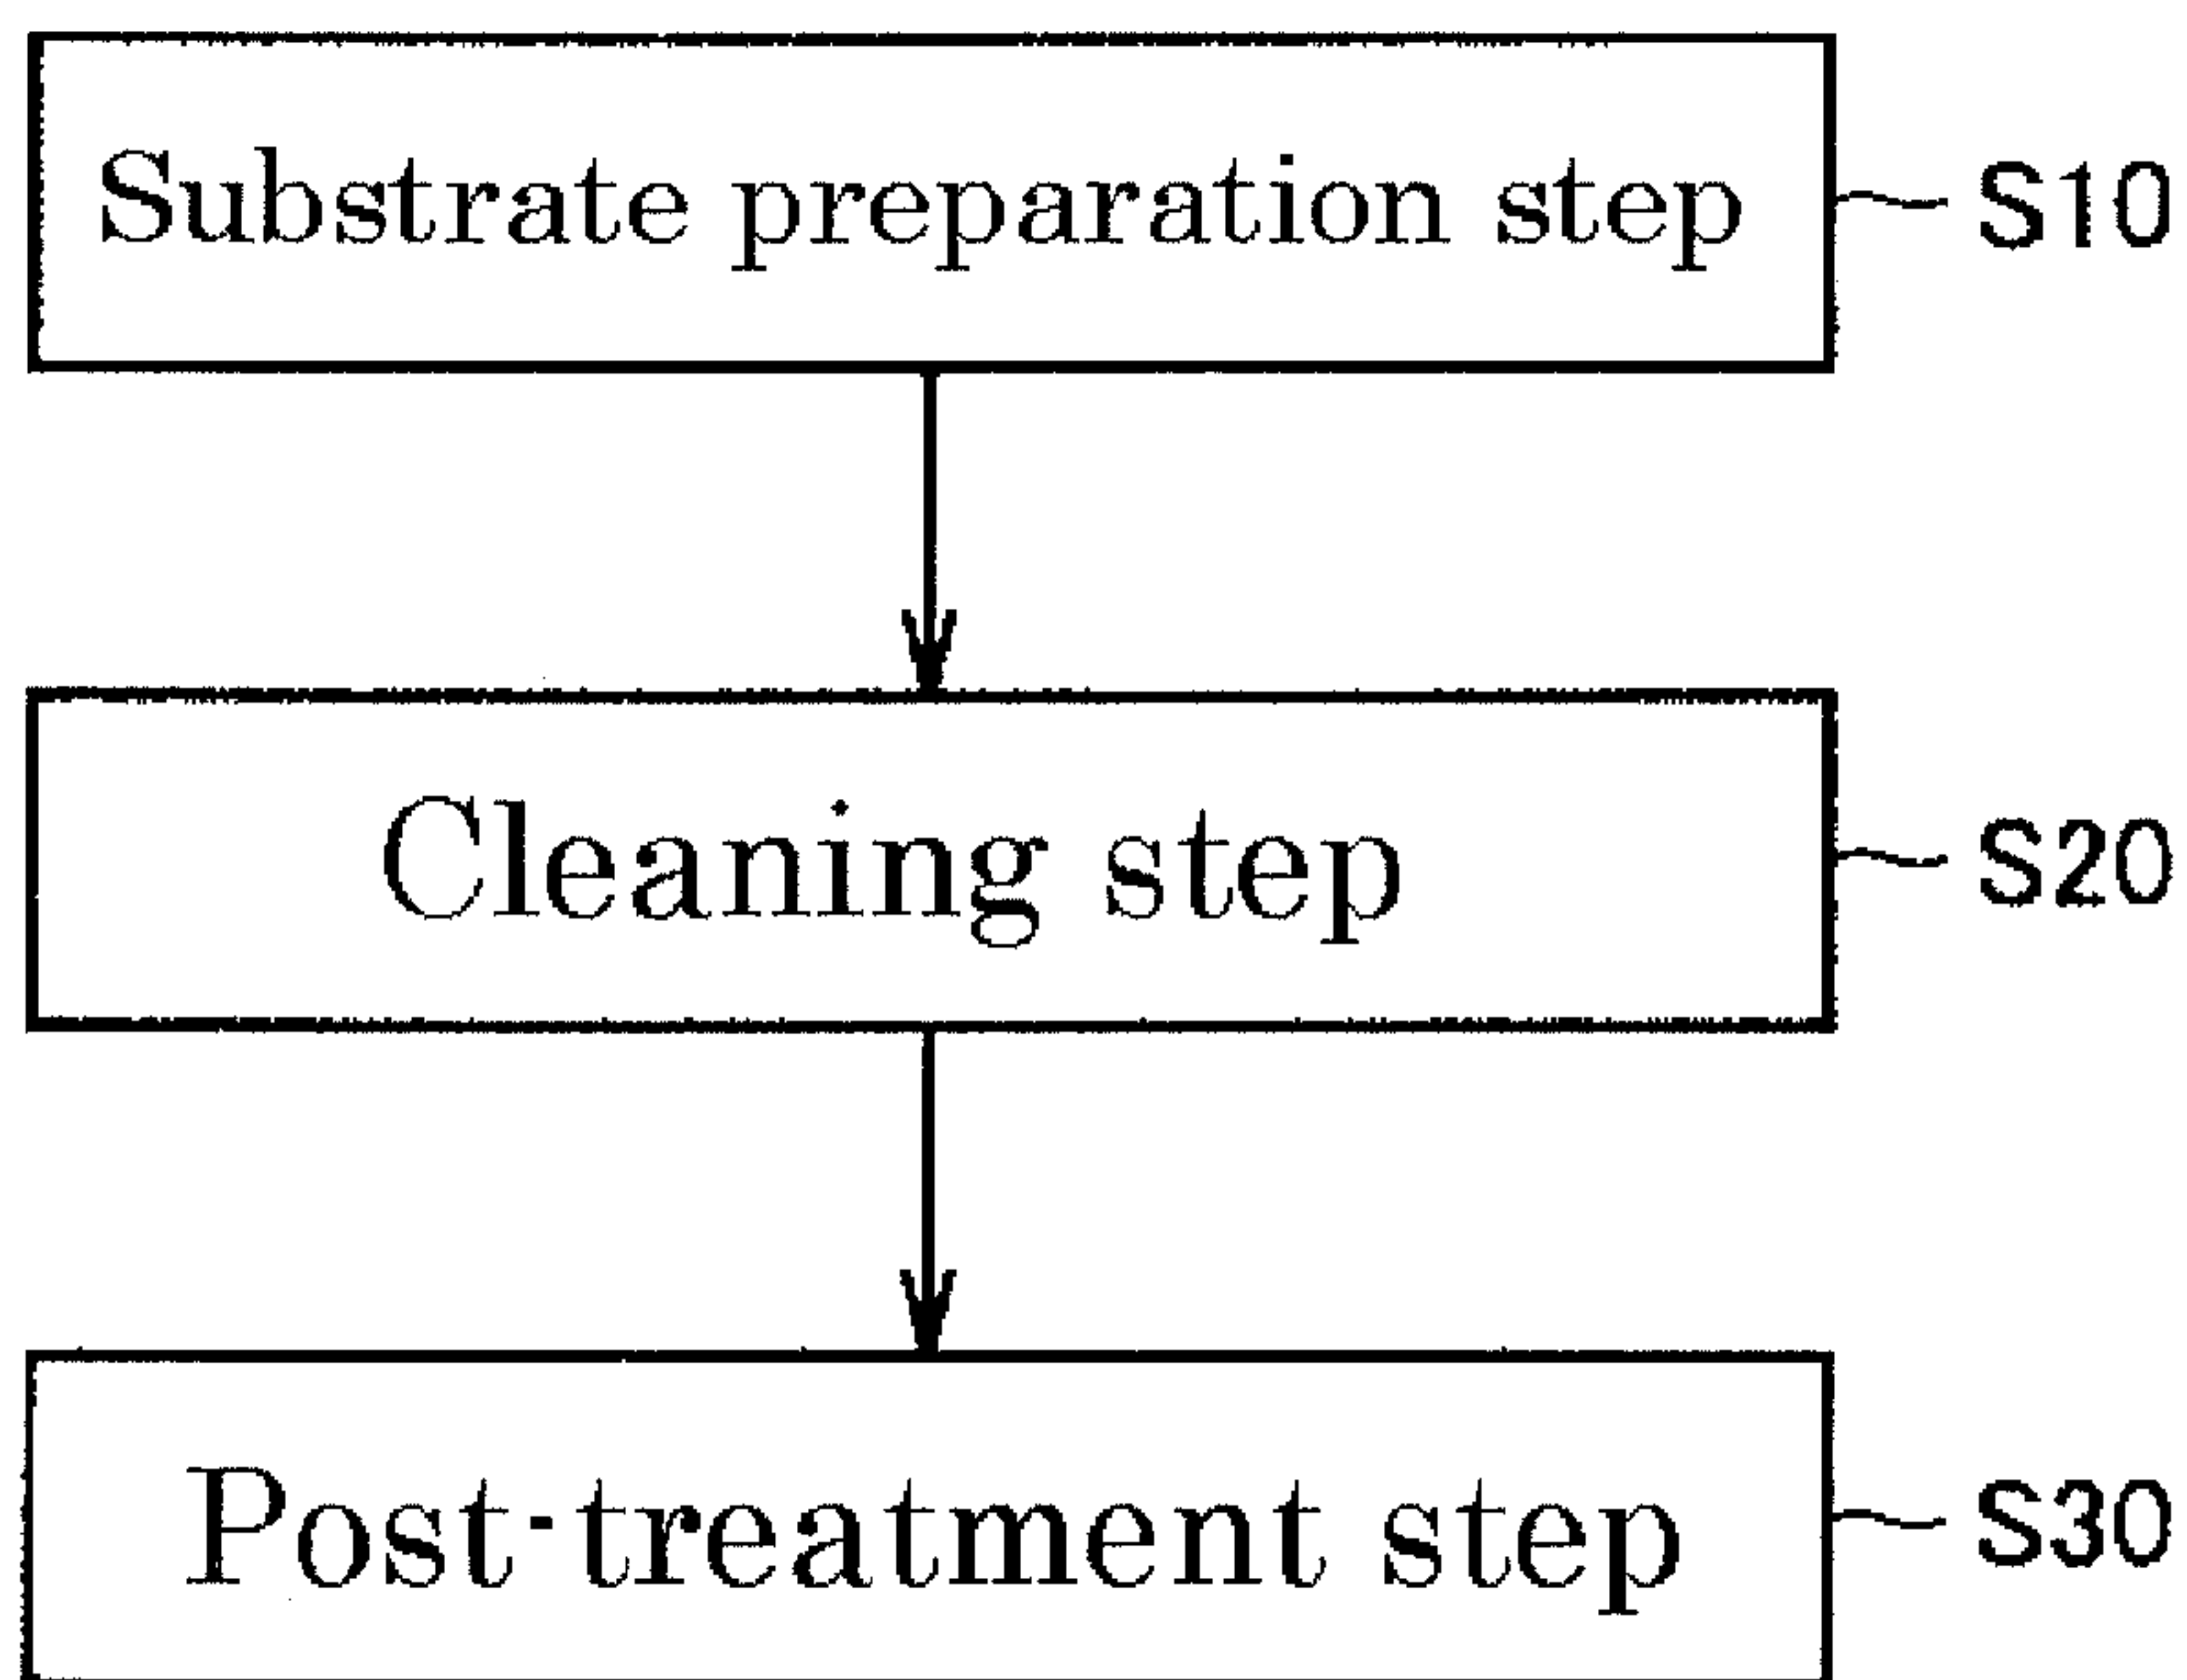 Substrate preparation step S10
Cleaning step S20
Post-treatment step S30